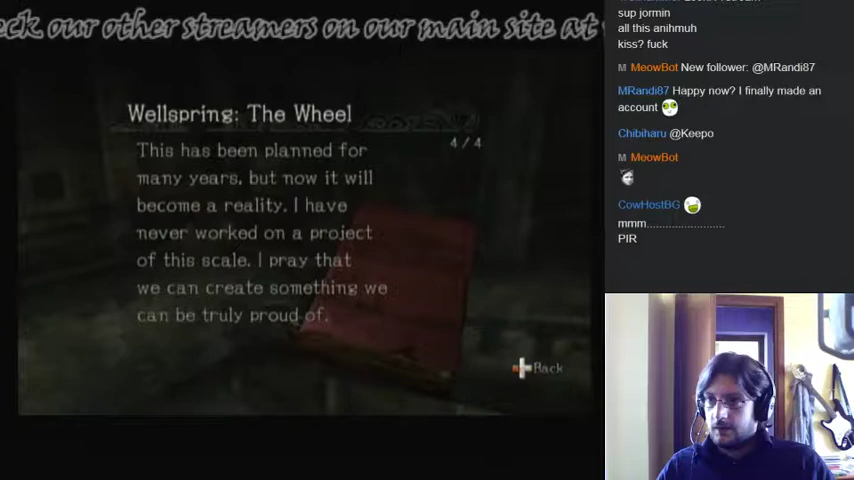 eck our other streamers on our main site at
Wellspring: The Wheel
4/4
This has been planned for
many years, but now it will
become a reality. I have
never worked on a project
of this scale. I pray that
we can create something we
can be truly proud of.
Back
sup jormin
all this anihmuh
kiss? fuck
M MeowBot New follower: @MRandi87
MRandi87 Happy now? I finally made an
account
Chibiharu @Keepo
M MeowBot
CowHostBG
mmm.......................
PIR